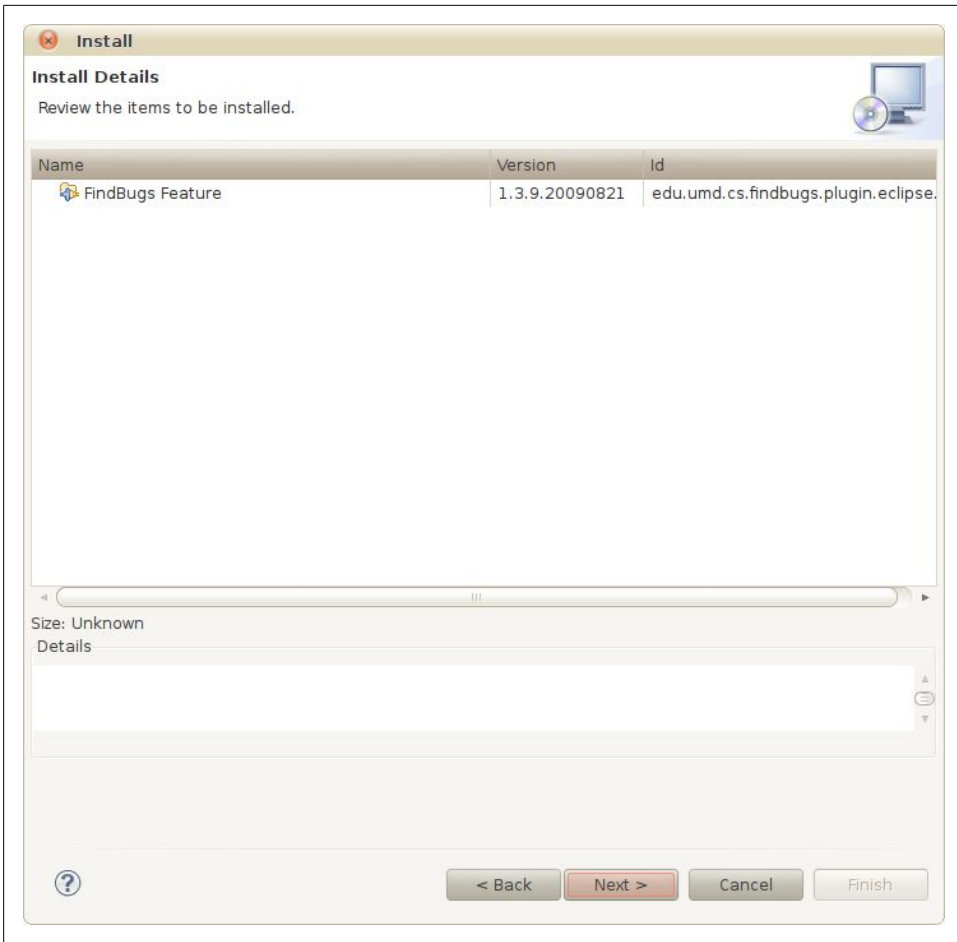 Install
Install Details
Review the items to be installed.
Name Version Id
FindBugs Feature 1.3.9.20090821 edu.umd.cs.findbugs.plugin.eclipse.
Size: Unknown
Details
? < Back Next > Cancel Finish